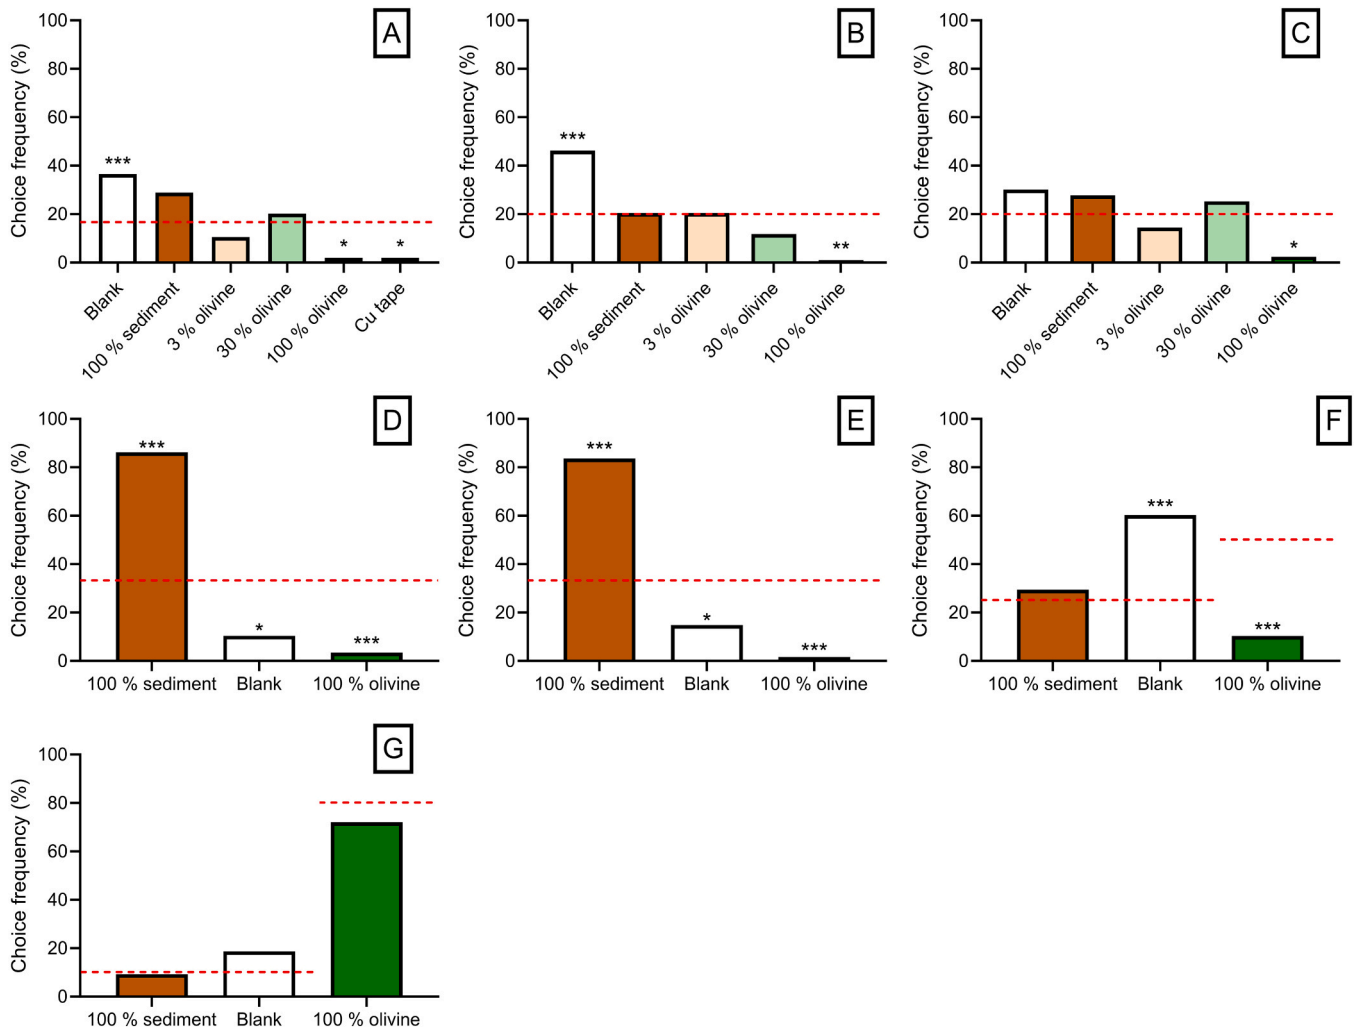 A
Choice frequency (%)
100
80
60
40
20
0
***
*
*
Blank
100 % sediment
3 % olivine
30 % olivine
100 % olivine
Cu tape
B
Choice frequency (%)
100
80
60
40
20
0
***
**
Blank
100 % sediment
3 % olivine
30 % olivine
100 % olivine
C
Choice frequency (%)
100
80
60
40
20
0
*
Blank
100 % sediment
3 % olivine
30 % olivine
100 % olivine
D
Choice frequency (%)
100
80
60
40
20
0
***
*
***
100 % sediment
Blank
100 % olivine
E
Choice frequency (%)
100
80
60
40
20
0
***
*
***
100 % sediment
Blank
100 % olivine
F
Choice frequency (%)
100
80
60
40
20
0
***
***
100 % sediment
Blank
100 % olivine
G
Choice frequency (%)
100
80
60
40
20
0
100 % sediment
Blank
100 % olivine